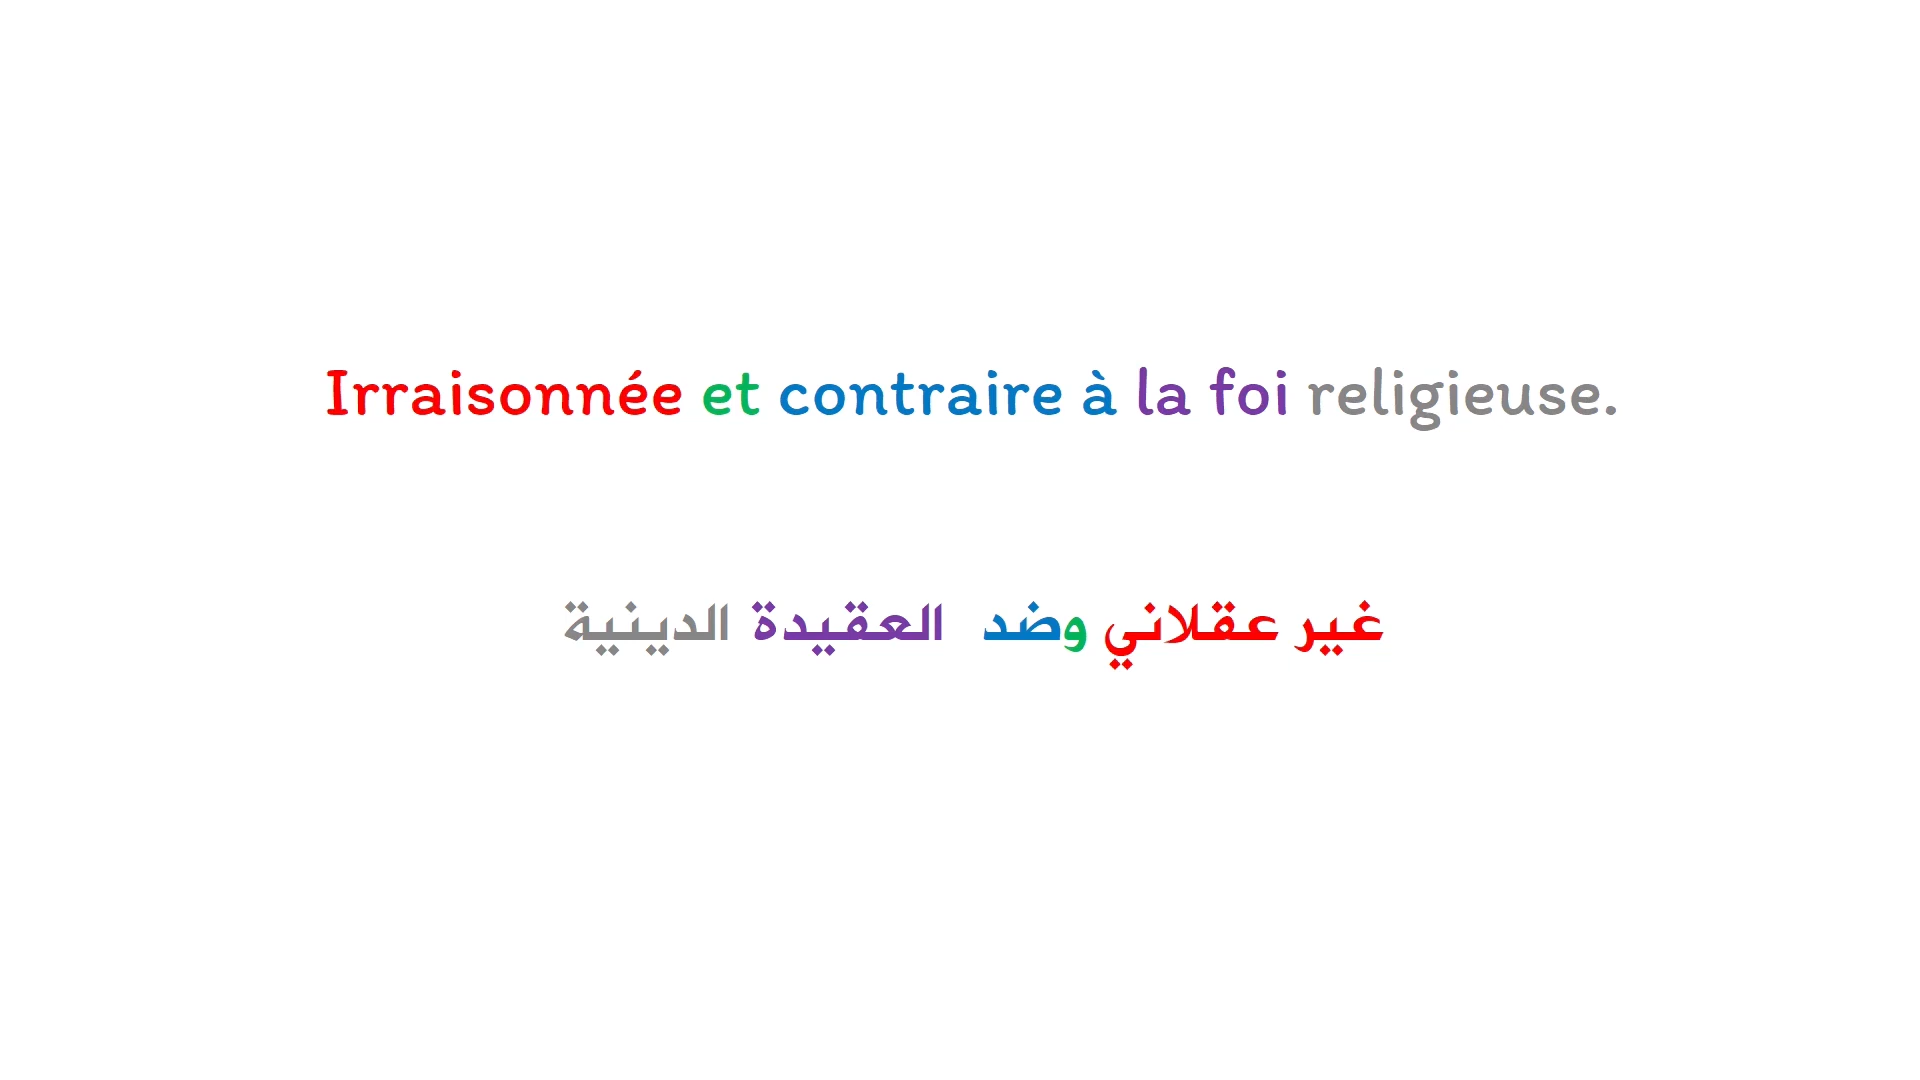 Irraisonnée et contraire à la foi religieuse.
غير عقلاني وضد العقيدة الدينية